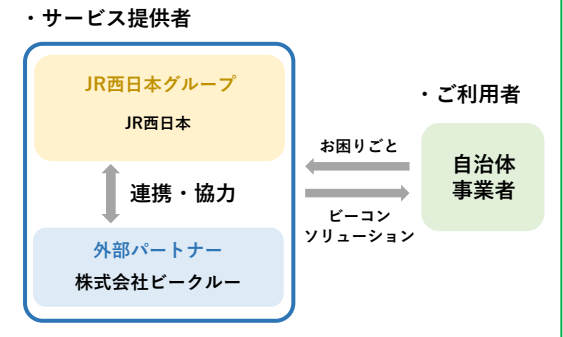 ・サービス提供者
JR西日本グループ
JR西日本
連携・協力
外部パートナー
株式会社ビークルー
お困りごと
ビーコン
ソリューション
・ご利用者
自治体
事業者